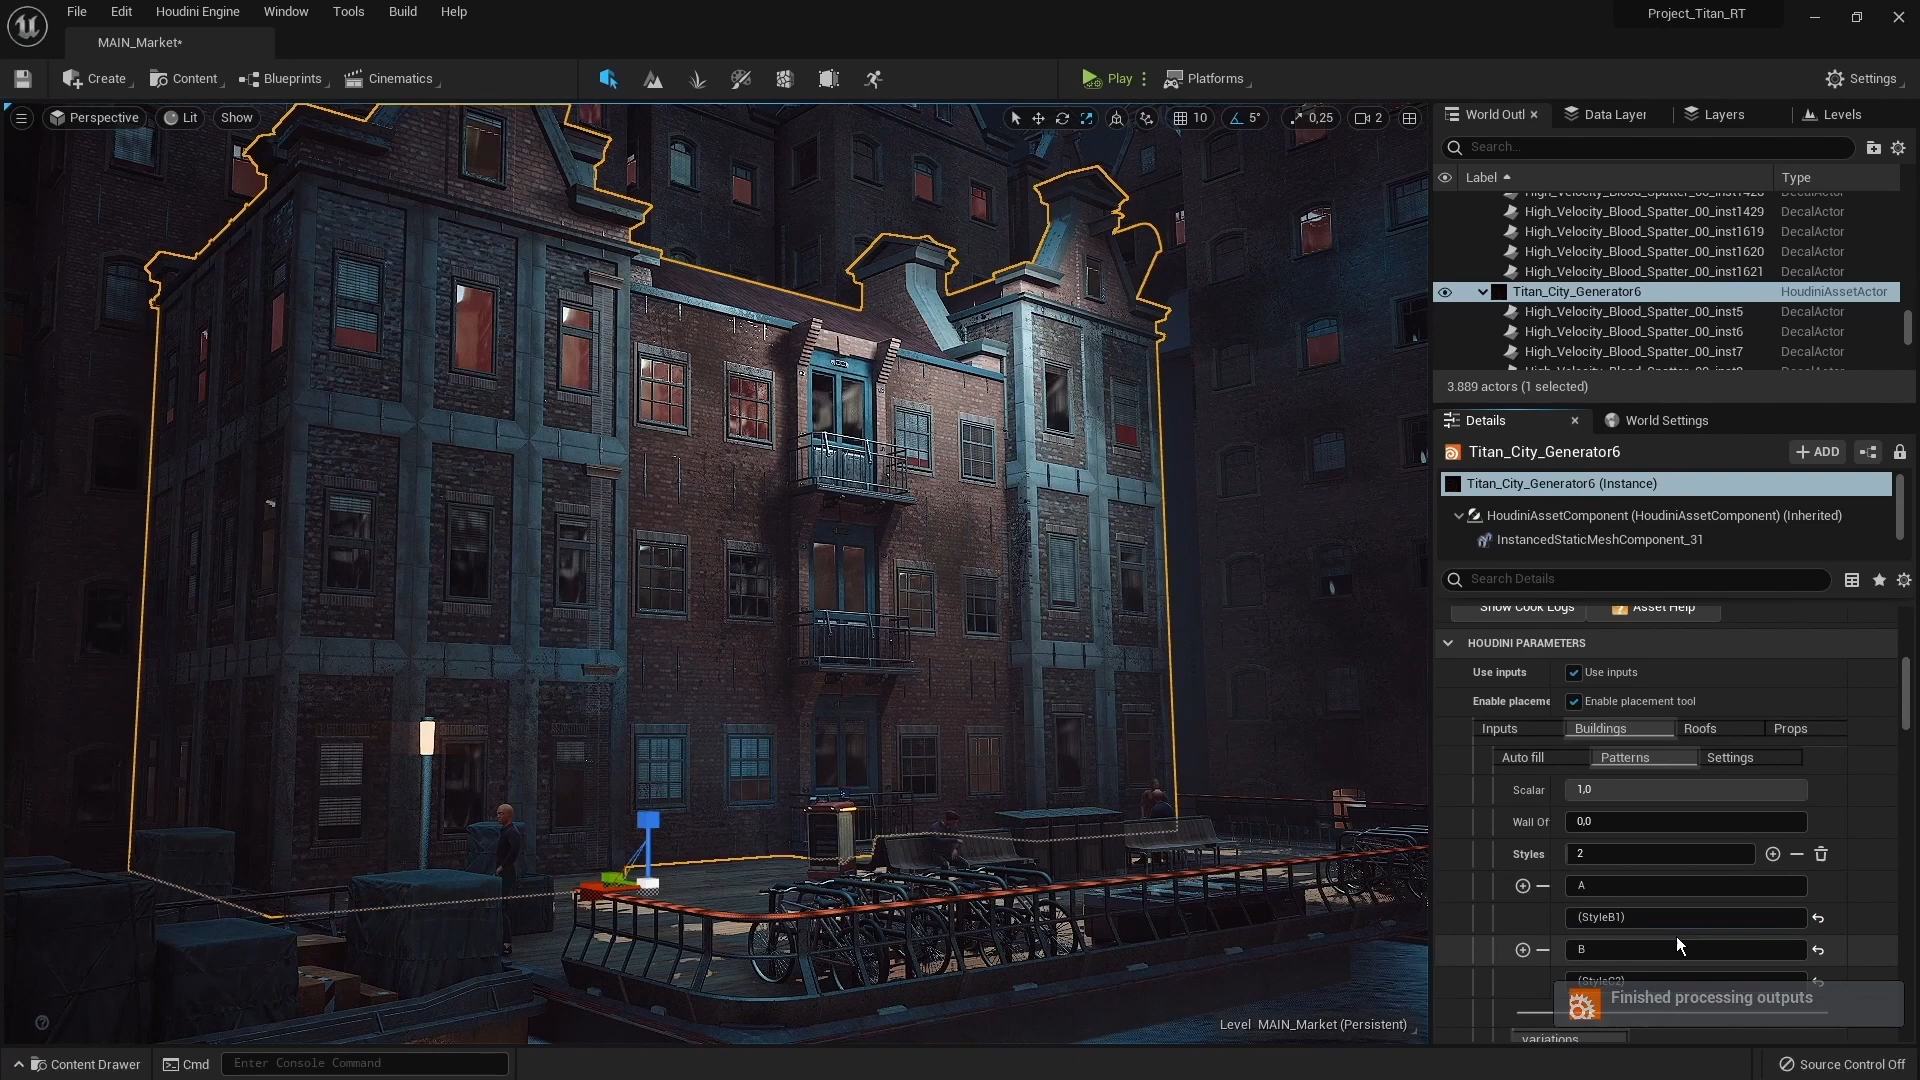 File Edit Houdini Engine Window Tools Build Help
Project_Titan_RT
MAIN_Market*
Create Content Blueprints Cinematics Play Platforms Settings
Perspective Lit Show 10 5° 0,25 2
World Outl Data Layer Layers Levels
Search...
Label Type
High_Velocity_Blood_Spatter_00_inst1428 DecalActor
High_Velocity_Blood_Spatter_00_inst1429 DecalActor
High_Velocity_Blood_Spatter_00_inst1619 DecalActor
High_Velocity_Blood_Spatter_00_inst1620 DecalActor
High_Velocity_Blood_Spatter_00_inst1621 DecalActor
Titan_City_Generator6 HoudiniAssetActor
High_Velocity_Blood_Spatter_00_inst5 DecalActor
High_Velocity_Blood_Spatter_00_inst6 DecalActor
High_Velocity_Blood_Spatter_00_inst7 DecalActor
3.889 actors (1 selected)
Details World Settings
Titan_City_Generator6 ADD
Titan_City_Generator6 (Instance)
HoudiniAssetComponent (HoudiniAssetComponent) (Inherited)
InstancedStaticMeshComponent_31
Search Details
Show Cook Logs Asset Help
HOUDINI PARAMETERS
Use inputs Use inputs
Enable placeme Enable placement tool
Inputs Buildings Roofs Props
Auto fill Patterns Settings
Scalar 1,0
Wall Of 0,0
Styles 2
A
(StyleB1)
B
(StyleC2)
Finished processing outputs
variations
Level MAIN_Market (Persistent)
Content Drawer Cmd Enter Console Command Source Control Off